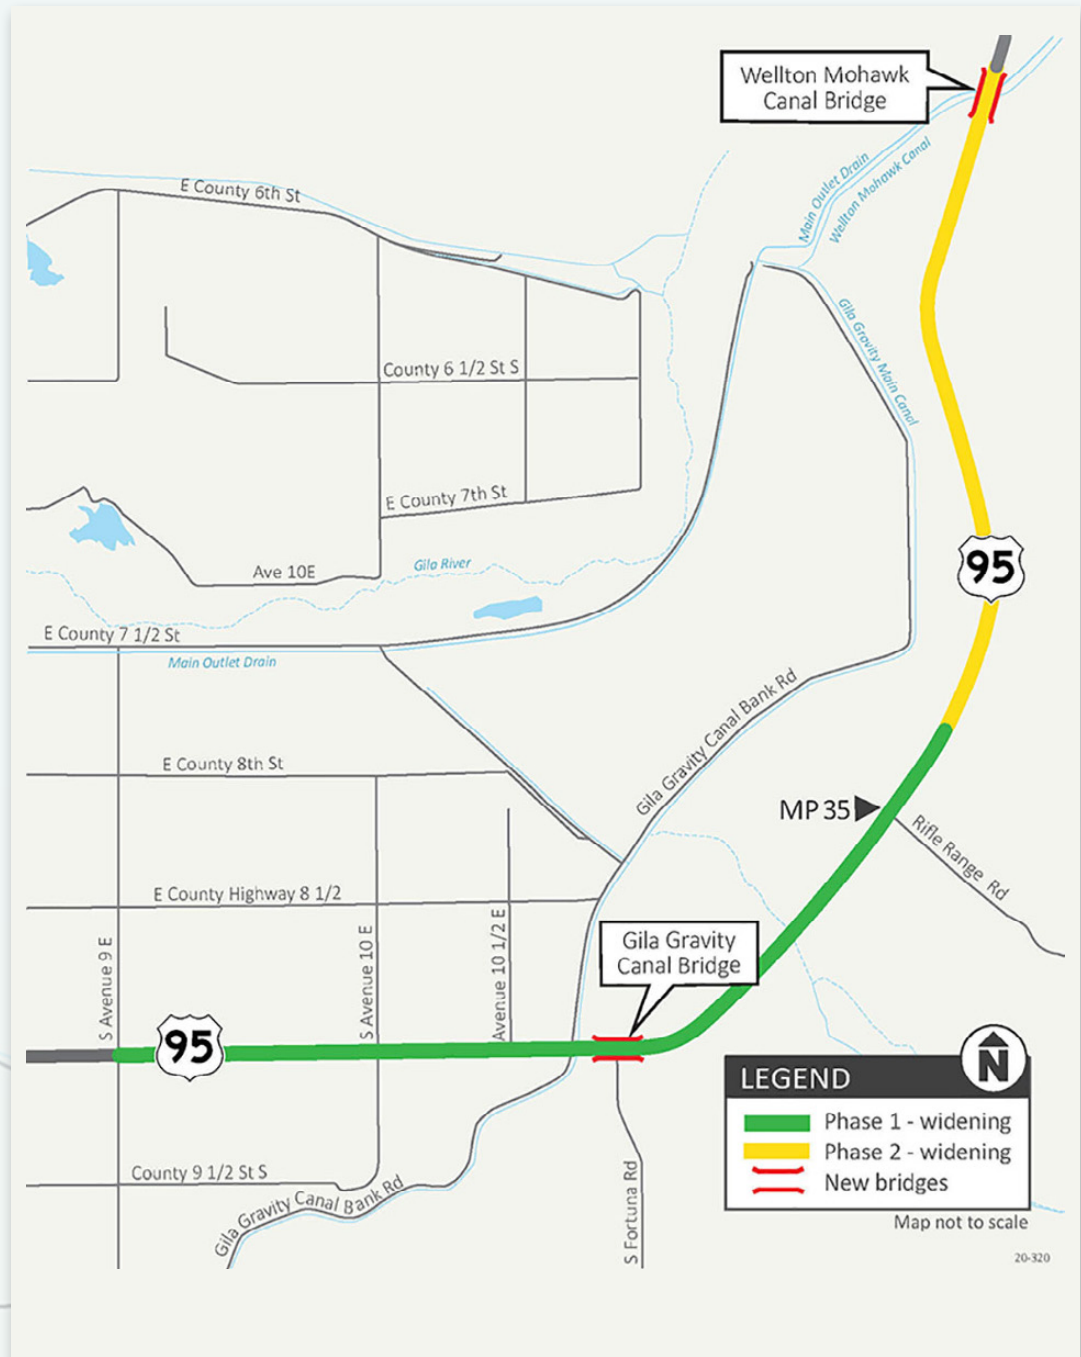 Wellton Mohawk
Canal Bridge
Main Outlet Drain
Wellton Mohawk Canal
E County 6th St
Gila Gravity Main Canal
County 6 1/2 St S
E County 7th St
95
Gila River
Ave 10E
E County 7 1/2 St
Main Outlet Drain
Gila Gravity Canal Bank Rd
E County 8th St
MP 35
Rifle Range Rd
E County Highway 8 1/2
S Avenue 9 E
S Avenue 10 E
Avenue 10 1/2 E
Gila Gravity
Canal Bridge
95
N
LEGEND
Phase 1 - widening
Phase 2 - widening
New bridges
County 9 1/2 St S
Gila Gravity Canal Bank Rd
S Fortuna Rd
Map not to scale
20-320